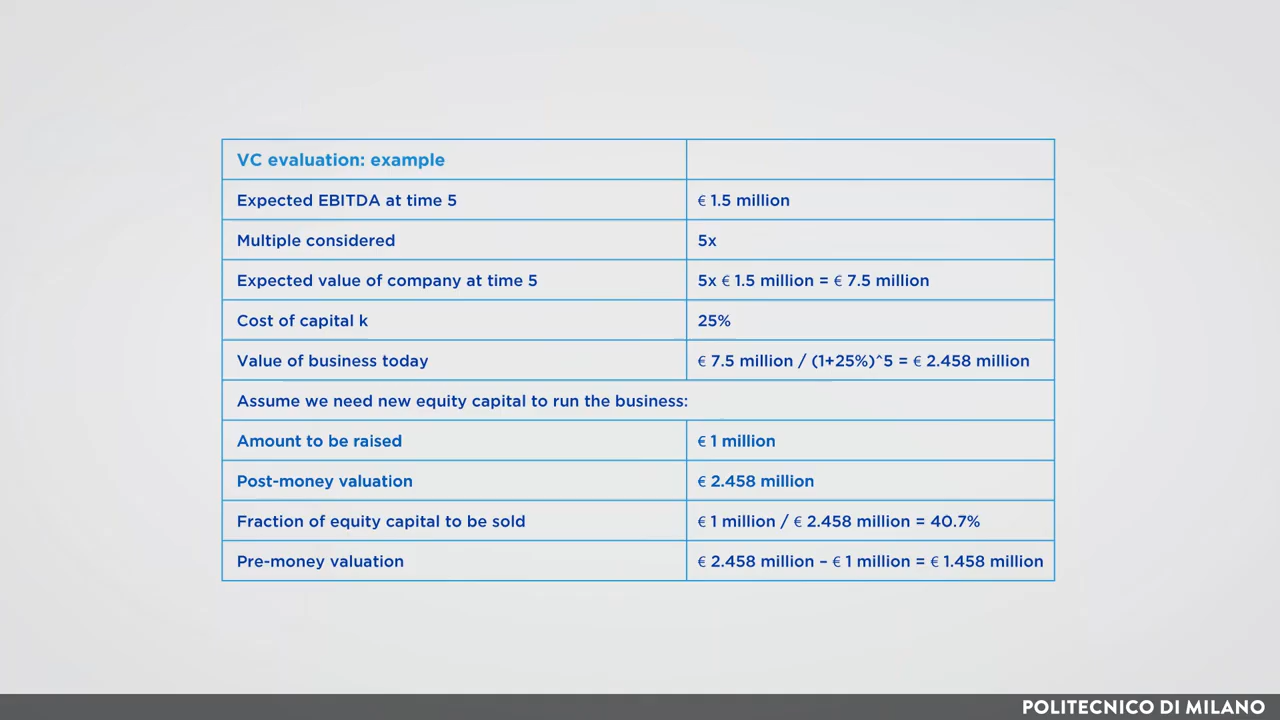 VC evaluation: example
Expected EBITDA at time 5 € 1.5 million
Multiple considered 5x
Expected value of company at time 5 5x € 1.5 million = € 7.5 million
Cost of capital k 25%
Value of business today € 7.5 million / (1+25%)^5 = € 2.458 million
Assume we need new equity capital to run the business:
Amount to be raised € 1 million
Post-money valuation € 2.458 million
Fraction of equity capital to be sold € 1 million / € 2.458 million = 40.7%
Pre-money valuation € 2.458 million – € 1 million = € 1.458 million
POLITECNICO DI MILANO